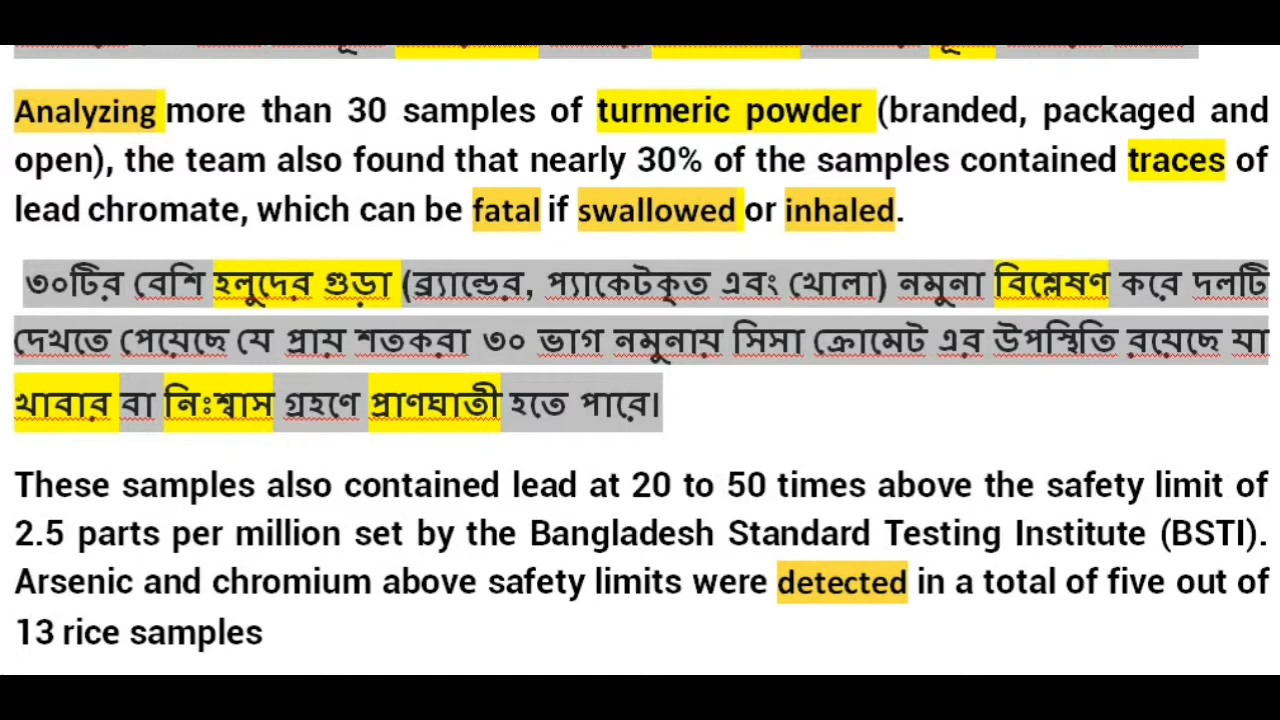 Analyzing more than 30 samples of turmeric powder (branded, packaged and
open), the team also found that nearly 30% of the samples contained traces of
lead chromate, which can be fatal if swallowed or inhaled.
৩০টির বেশি হলুদের গুড়া (ব্র্যান্ডের, প্যাকেটকৃত এবং খোলা) নমুনা বিশ্লেষণ করে দলটি
দেখতে পেয়েছে যে প্রায় শতকরা ৩০ ভাগ নমুনায় সিসা ক্রোমেট এর উপস্থিতি রয়েছে যা
খাবার বা নিঃশ্বাস গ্রহণে প্রাণঘাতী হতে পারে।
These samples also contained lead at 20 to 50 times above the safety limit of
2.5 parts per million set by the Bangladesh Standard Testing Institute (BSTI).
Arsenic and chromium above safety limits were detected in a total of five out of
13 rice samples